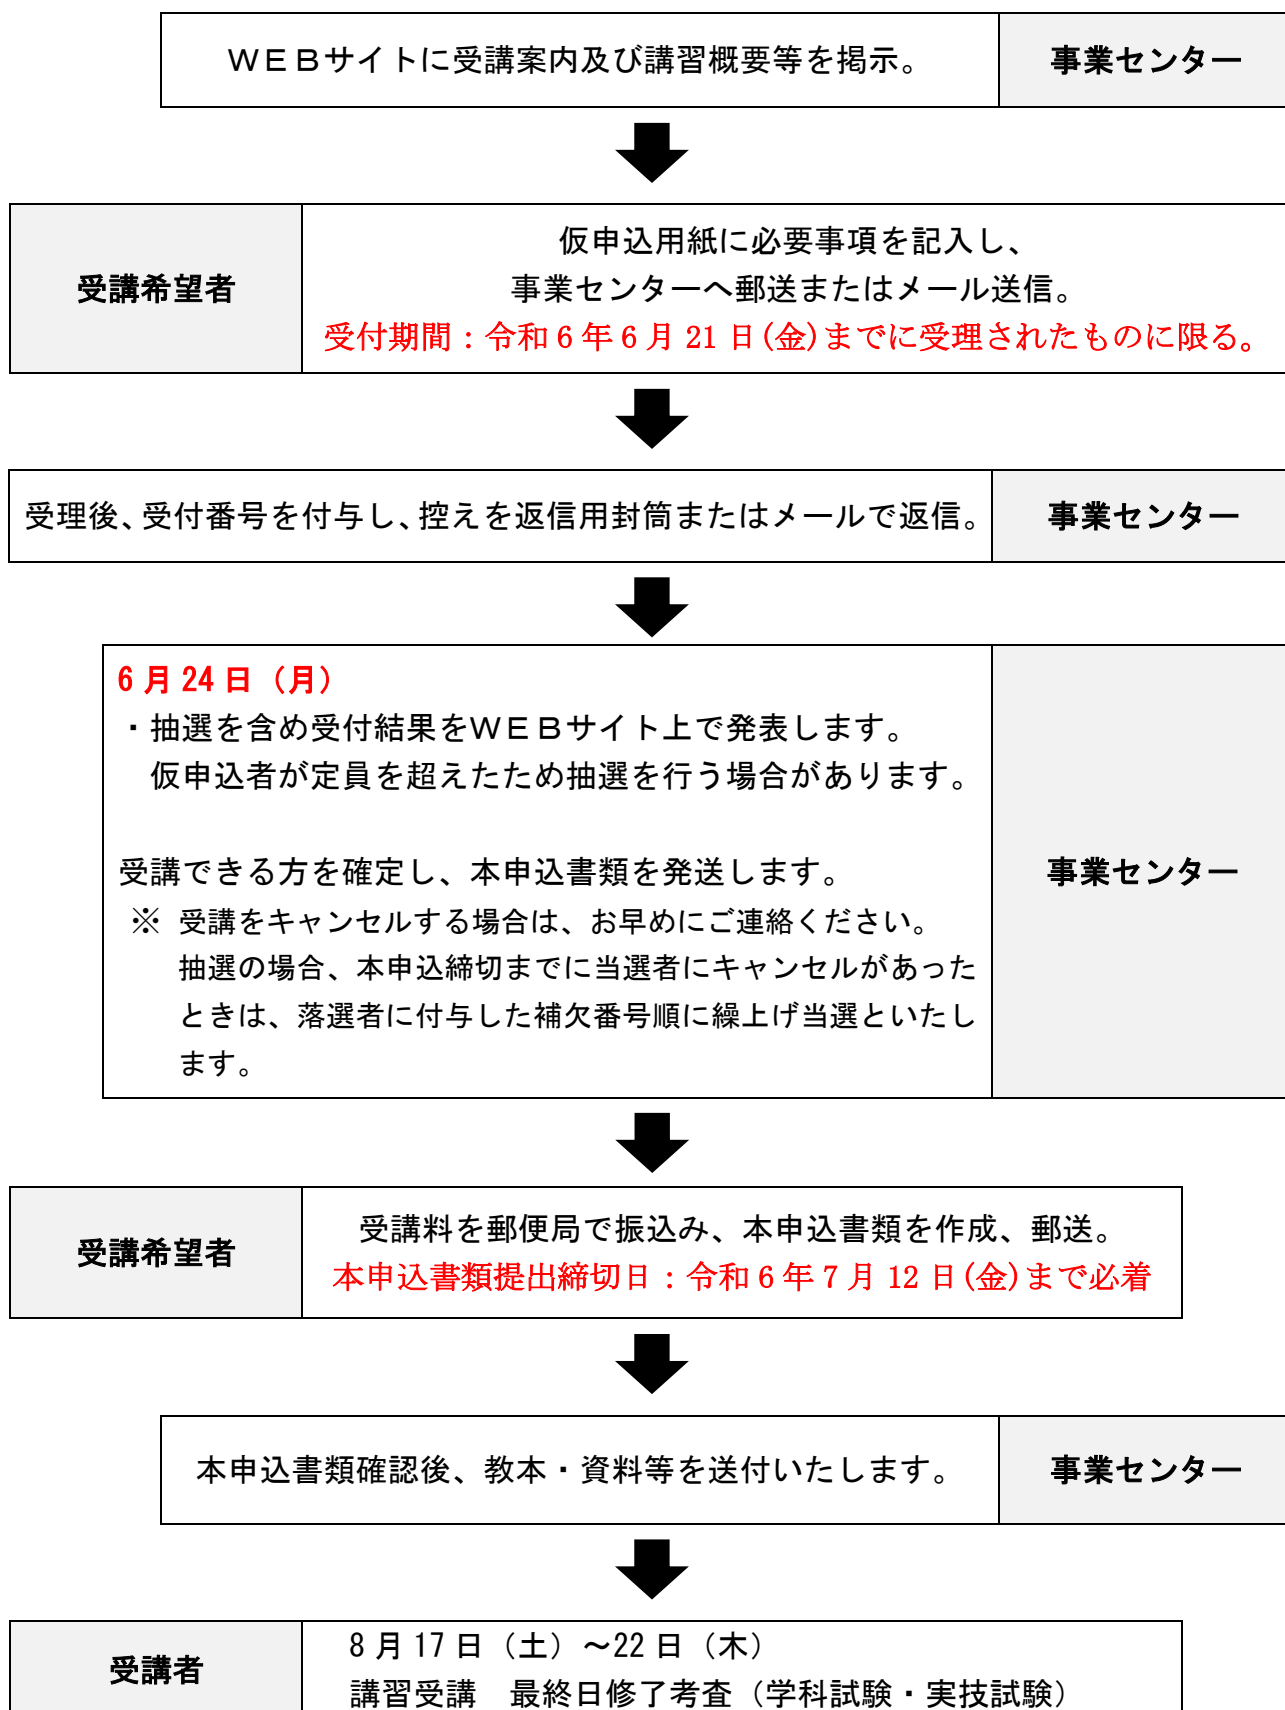 ＷＥＢサイトに受講案内及び講習概要等を掲示。
事業センター
受講希望者
仮申込用紙に必要事項を記入し、
事業センターへ郵送またはメール送信。
受付期間：令和６年６月 21 日(金)までに受理されたものに限る。
受理後、受付番号を付与し、控えを返信用封筒またはメールで返信。
事業センター
6 月 24 日（月）
・抽選を含め受付結果をＷＥＢサイト上で発表します。
仮申込者が定員を超えたため抽選を行う場合があります。
受講できる方を確定し、本申込書類を発送します。
※ 受講をキャンセルする場合は、お早めにご連絡ください。
抽選の場合、本申込締切までに当選者にキャンセルがあった
ときは、落選者に付与した補欠番号順に繰上げ当選といたし
ます。
事業センター
受講希望者
受講料を郵便局で振込み、本申込書類を作成、郵送。
本申込書類提出締切日：令和６年７月 12 日(金)まで必着
本申込書類確認後、教本・資料等を送付いたします。
事業センター
受講者
8 月 17 日（土）～22 日（木）
講習受講　最終日修了考査（学科試験・実技試験）